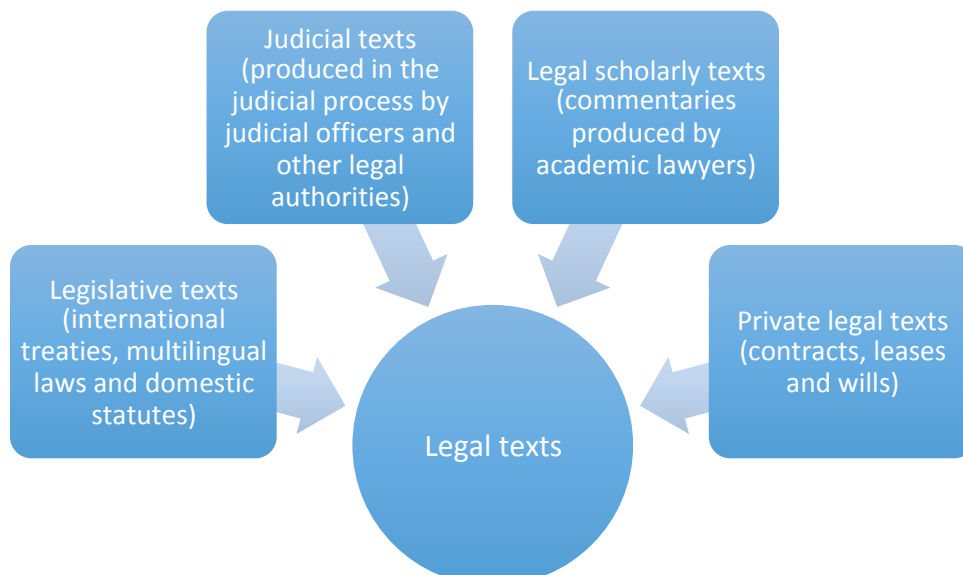 Judicial texts
(produced in the
judicial process by
judicial officers and
other legal
authorities)
Legal scholarly texts
(commentaries
produced by
academic lawyers)
Legislative texts
(international
treaties, multilingual
laws and domestic
statutes)
Private legal texts
(contracts, leases
and wills)
Legal texts